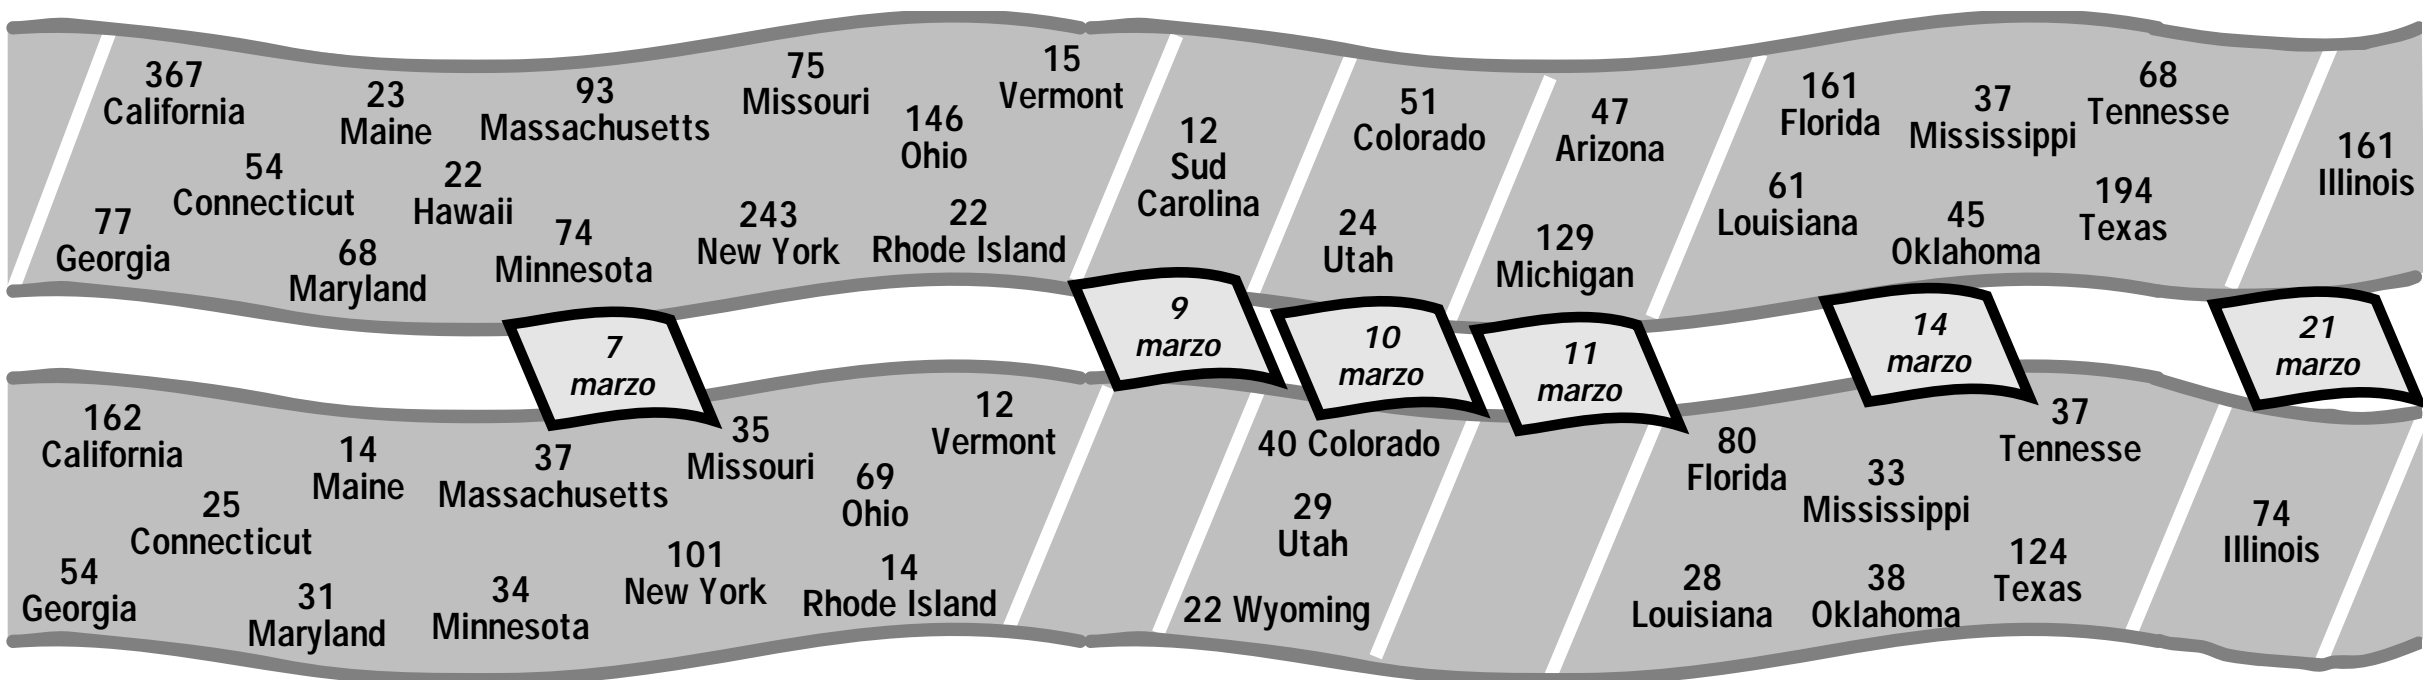 367
California
23
Maine
93
Massachusetts
75
Missouri
15
Vermont
146
Ohio
54
Connecticut
22
Hawaii
77
Georgia
68
Maryland
74
Minnesota
243
New York
22
Rhode Island
12
Sud
Carolina
51
Colorado
24
Utah
47
Arizona
129
Michigan
161
Florida
37
Mississippi
68
Tennesse
61
Louisiana
45
Oklahoma
194
Texas
161
Illinois
7
marzo
9
marzo
10
marzo
11
marzo
14
marzo
21
marzo
162
California
14
Maine
37
Massachusetts
35
Missouri
12
Vermont
69
Ohio
25
Connecticut
54
Georgia
31
Maryland
34
Minnesota
101
New York
14
Rhode Island
40 Colorado
29
Utah
22 Wyoming
80
Florida
33
Mississippi
37
Tennesse
28
Louisiana
38
Oklahoma
124
Texas
74
Illinois